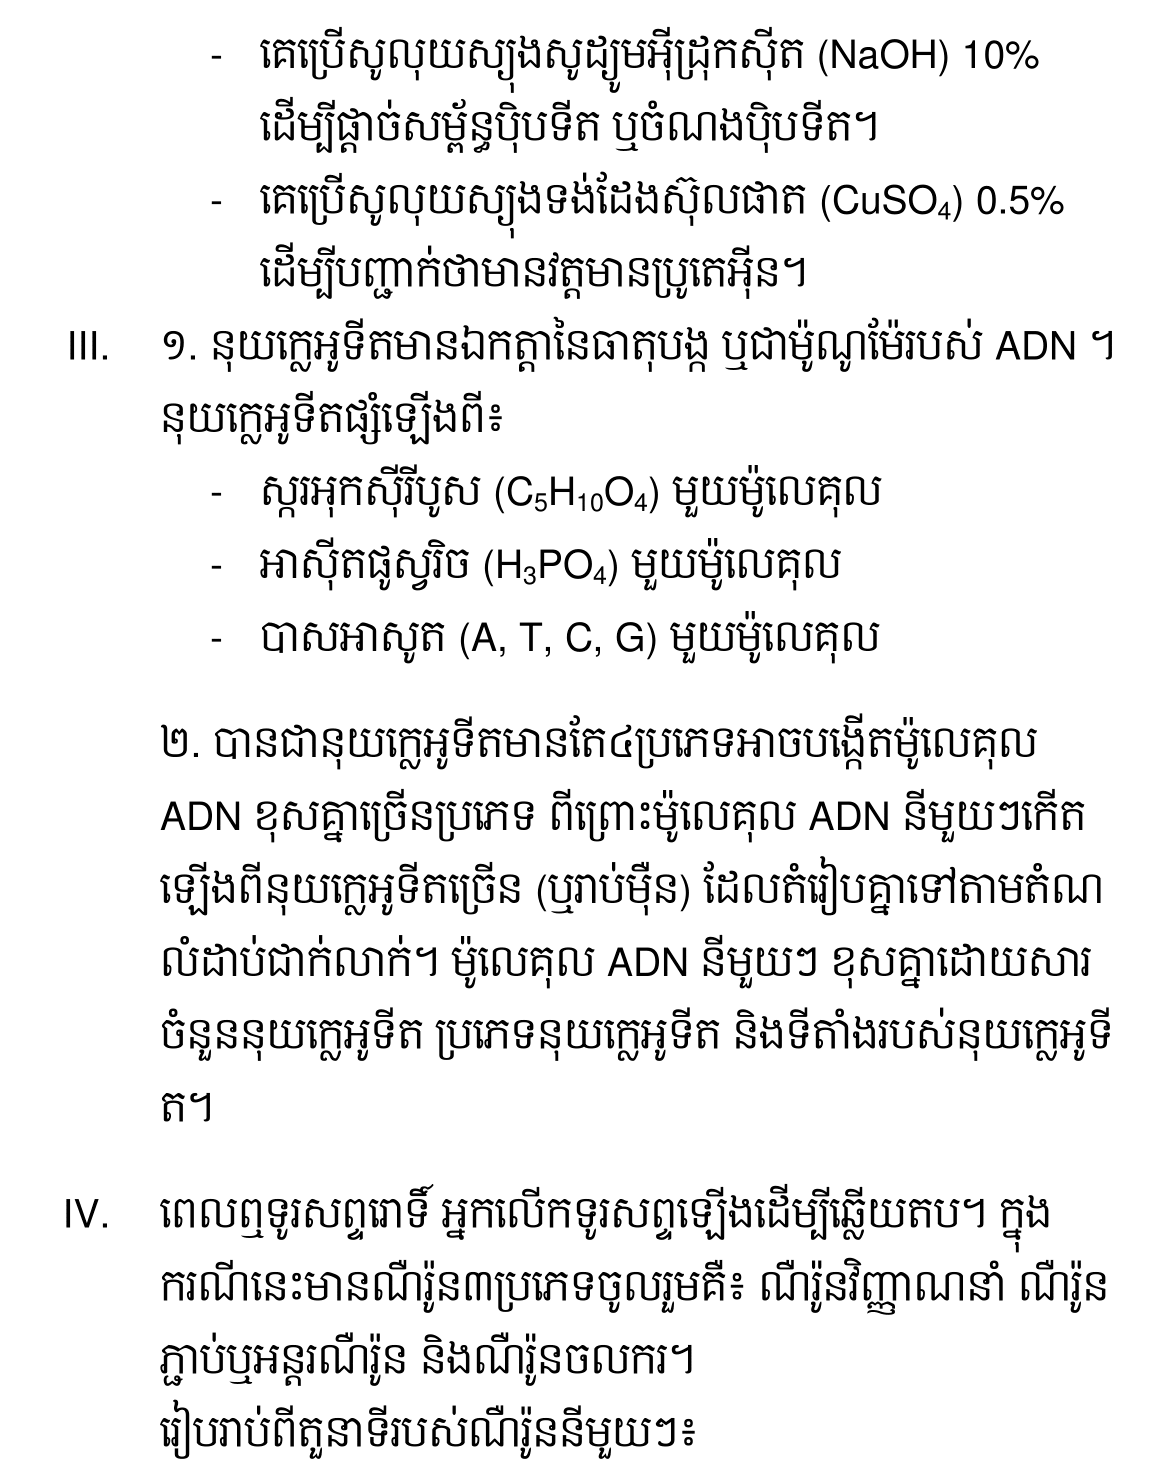 - គេប្រើសូលុយស្យុងសូដ្យូមអ៊ីដ្រុកស៊ីត (NaOH) 10%
ដើម្បីផ្តាច់សម្ព័ន្ធប៉ិបទីត ឬចំណងប៉ិបទីត។
- គេប្រើសូលុយស្យុងទង់ដែងស៊ុលផាត (CuSO₄) 0.5%
ដើម្បីបញ្ជាក់ថាមានវត្តមានប្រូតេអ៊ីន។
III. ១. នុយក្លេអូទីតមានឯកត្តានៃធាតុបង្ក ឬជាម៉ូណូម៉ែរបស់ ADN ។
នុយក្លេអូទីតផ្សំឡើងពី៖
- ស្ករអុកស៊ីរីបូស (C₅H₁₀O₄) មួយម៉ូលេគុល
- អាស៊ីតផូស្វរិច (H₃PO₄) មួយម៉ូលេគុល
- បាសអាសូត (A, T, C, G) មួយម៉ូលេគុល
២. បានជានុយក្លេអូទីតមានតែ៤ប្រភេទអាចបង្កើតម៉ូលេគុល
ADN ខុសគ្នាច្រើនប្រភេទ ពីព្រោះម៉ូលេគុល ADN នីមួយៗកើត
ឡើងពីនុយក្លេអូទីតច្រើន (ឬរាប់ម៉ឺន) ដែលតំរៀបគ្នាទៅតាមតំណ
លំដាប់ជាក់លាក់។ ម៉ូលេគុល ADN នីមួយៗ ខុសគ្នាដោយសារ
ចំនួននុយក្លេអូទីត ប្រភេទនុយក្លេអូទីត និងទីតាំងរបស់នុយក្លេអូទី
ត។
IV. ពេលឮទូរសព្ទរោទិ៍ អ្នកលើកទូរសព្ទឡើងដើម្បីឆ្លើយតប។ ក្នុង
ករណីនេះមានណឺរ៉ូន៣ប្រភេទចូលរួមគឺ៖ ណឺរ៉ូនវិញ្ញាណនាំ ណឺរ៉ូន
ភ្ជាប់ឬអន្តរណឺរ៉ូន និងណឺរ៉ូនចលករ។
រៀបរាប់ពីតួនាទីរបស់ណឺរ៉ូននីមួយៗ៖